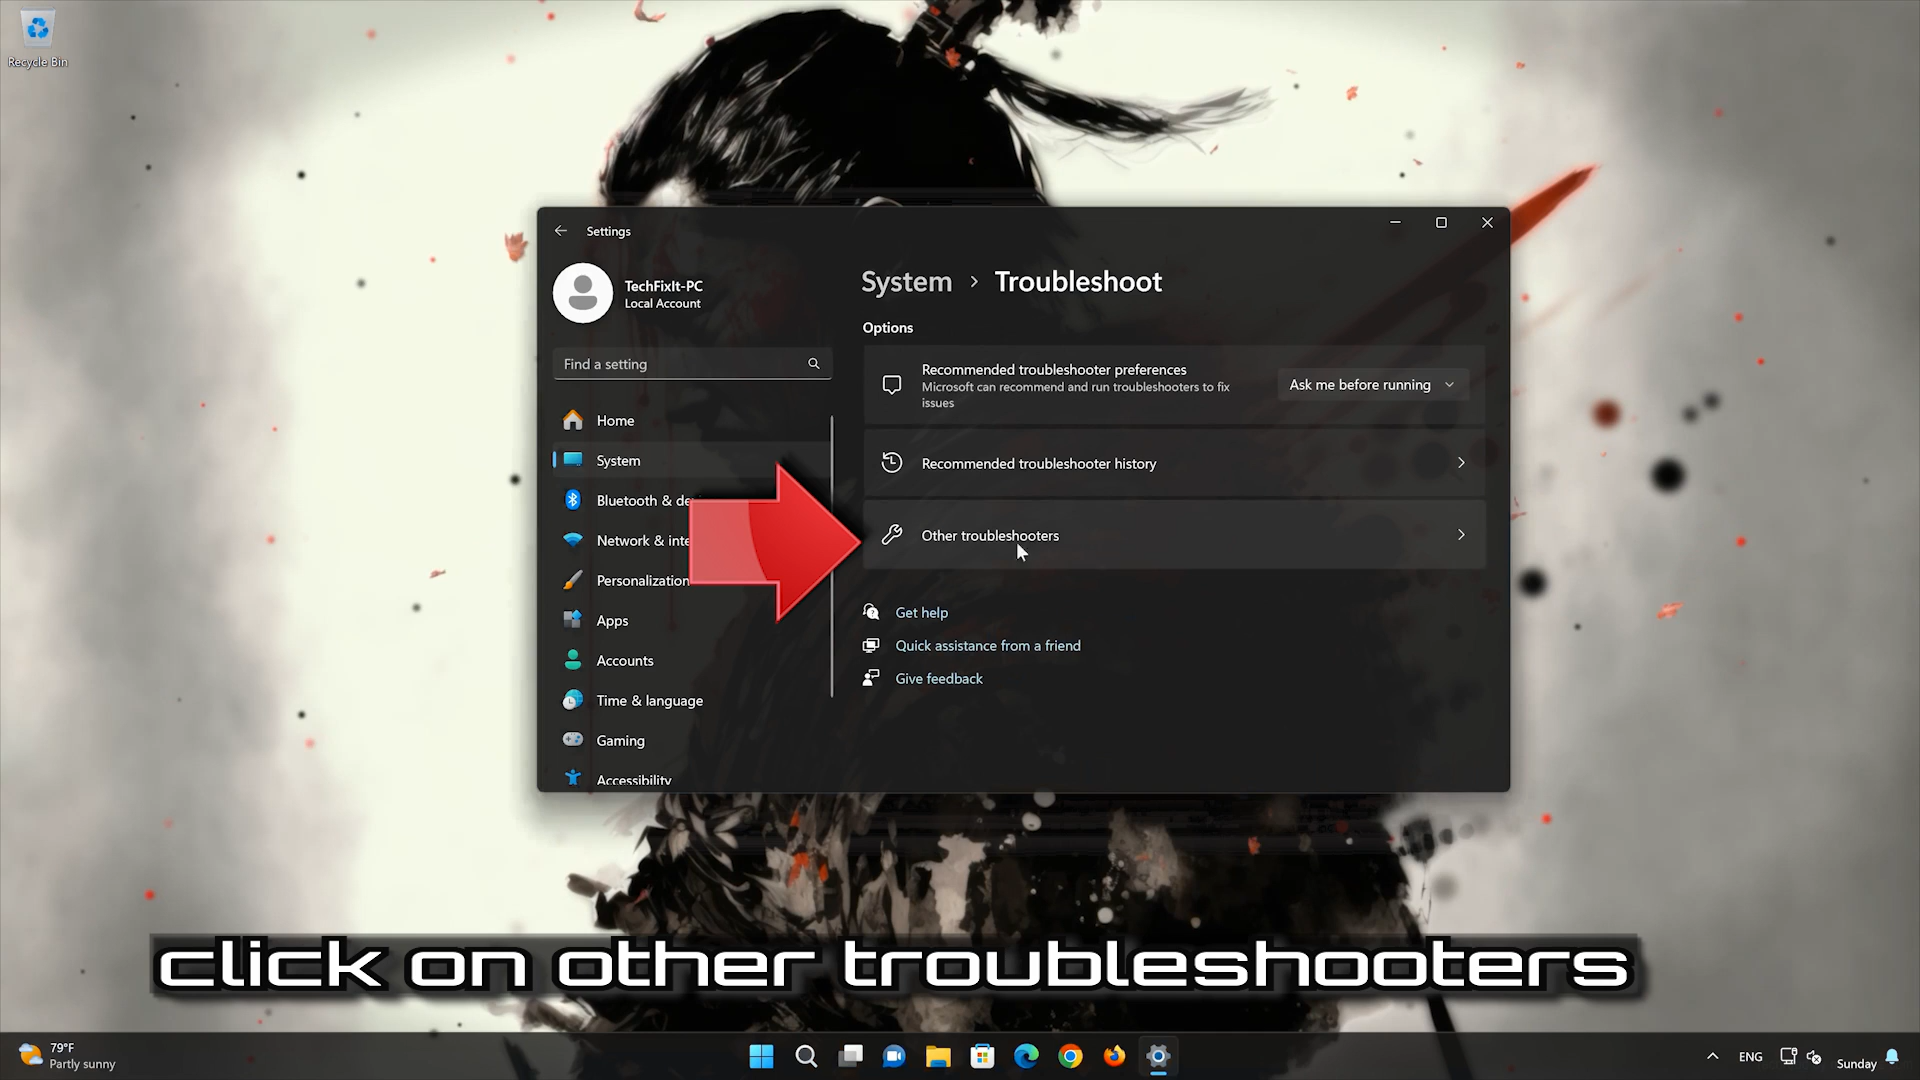 Recycle Bin
Settings
TechFixIt-PC
Local Account
Find a setting
Home
System
Bluetooth & de
Network & inte
Personalization
Apps
Accounts
Time & language
Gaming
Accessibility
System > Troubleshoot
Options
Recommended troubleshooter preferences
Microsoft can recommend and run troubleshooters to fix
issues
Ask me before running
Recommended troubleshooter history
Other troubleshooters
Get help
Quick assistance from a friend
Give feedback
click on other troubleshooters
79°F
Partly sunny
ENG
Sunday